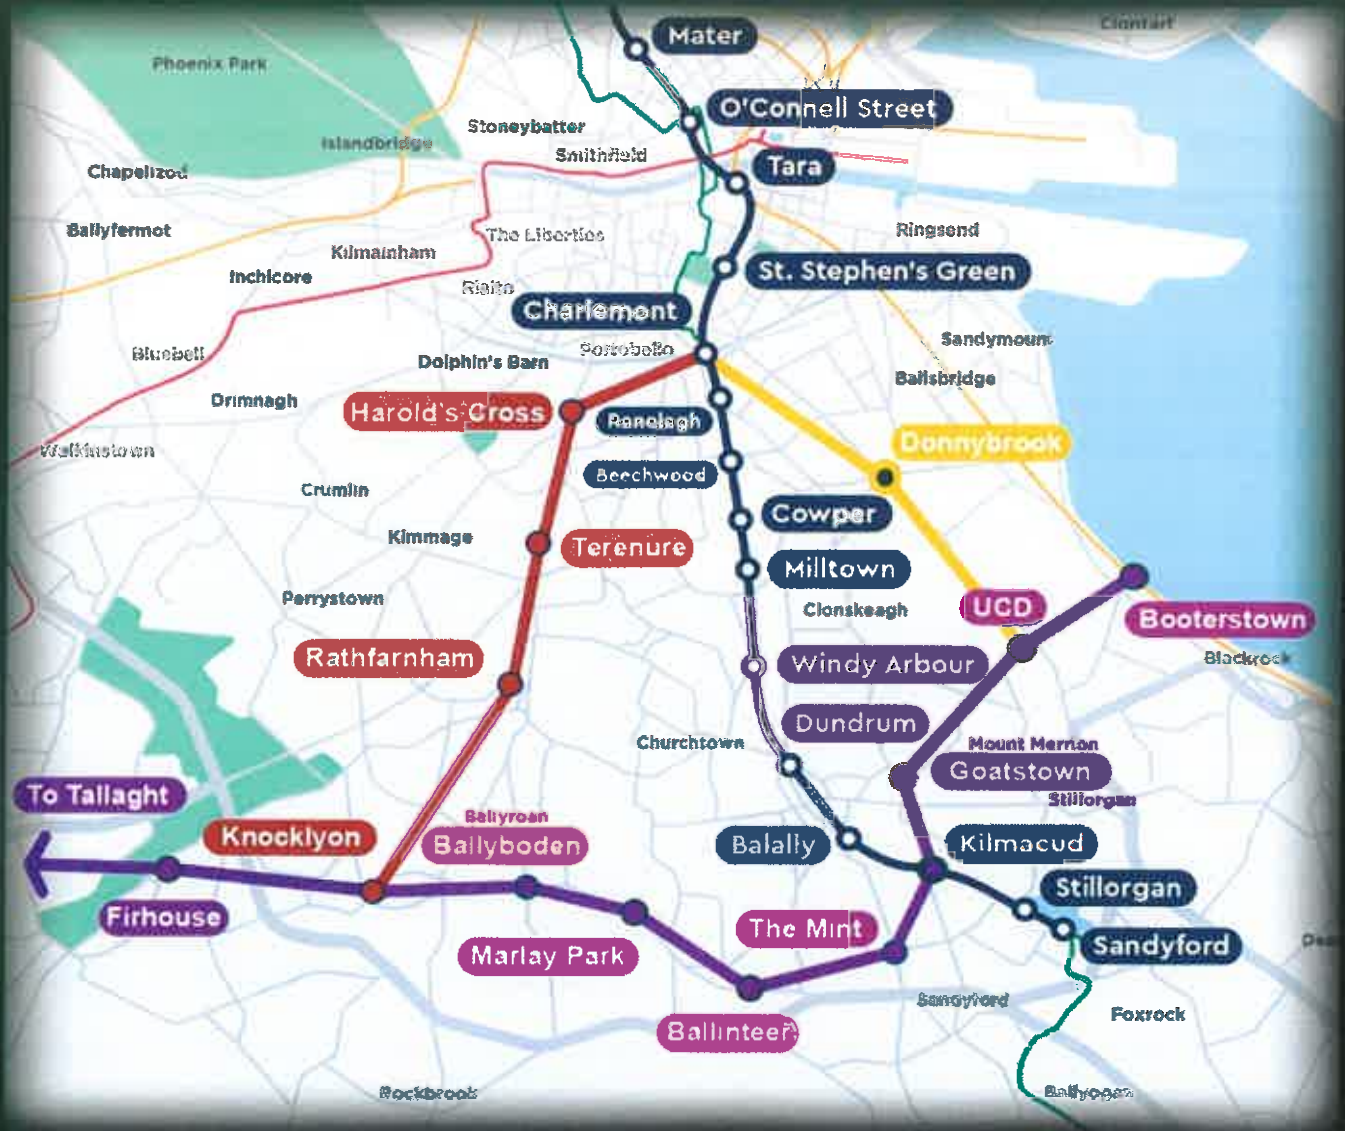 Clontarf
Mater
Phoenix Park
O'Connell Street
Stoneybatter
Islandbridge
Smithfield
Tara
Chapelizod
Ballyfermot
Ringsend
The Liberties
Kilmainham
Inchicore
St. Stephen's Green
Rialto
Charlemont
Sandymount
Portobello
Bluebell
Dolphin's Barn
Ballsbridge
Drimnagh
Harold's Cross
Ranelagh
Donnybrook
Walkinstown
Beechwood
Crumlin
Cowper
Kimmage
Terenure
Milltown
Perrystown
Clonskeagh
UCD
Booterstown
Rathfarnham
Windy Arbour
Blackrock
Dundrum
Churchtown
Mount Merrion
Goatstown
To Tallaght
Stillorgan
Ballyroan
Knocklyon
Ballyboden
Balally
Kilmacud
Stillorgan
Firhouse
The Mint
Sandyford
Marlay Park
Sandyford
Foxrock
Ballinteer
Rockbrook
Ballyogan